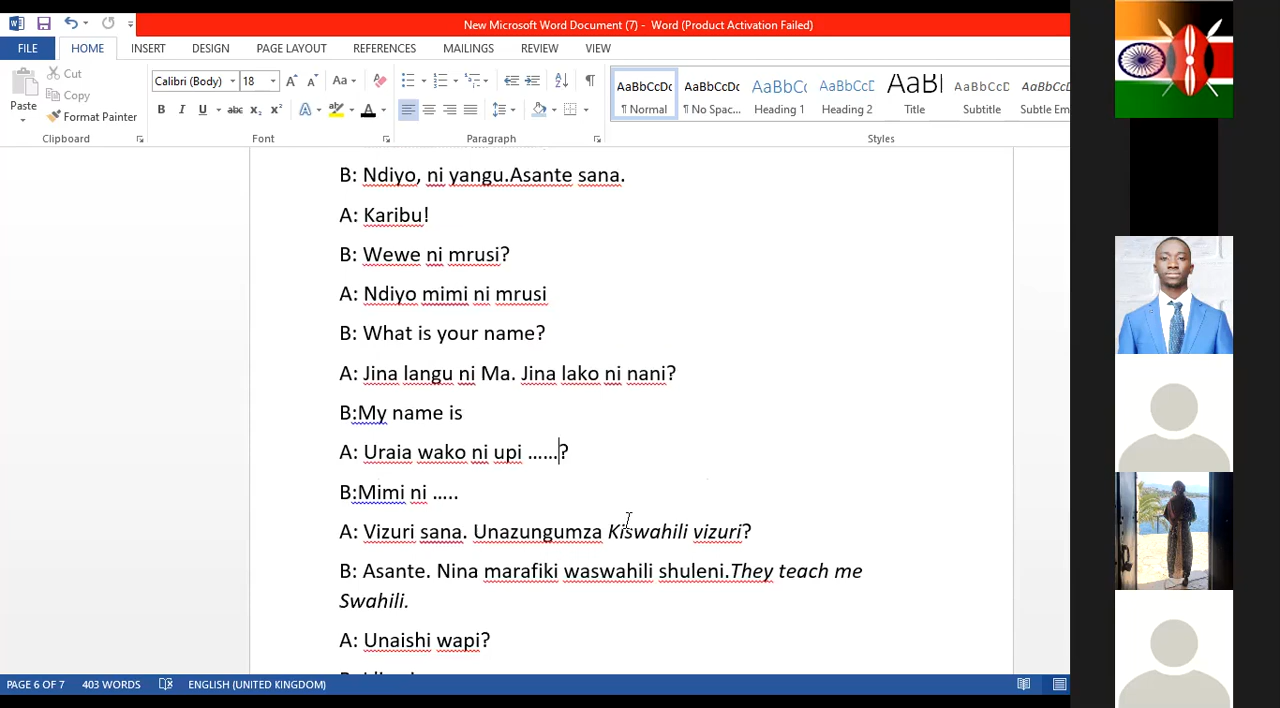 New Microsoft Word Document (7) - Word (Product Activation Failed)
FILE HOME INSERT DESIGN PAGE LAYOUT REFERENCES MAILINGS REVIEW VIEW
Cut
Copy
Format Painter
Paste
Calibri (Body) 18
AaBbCcDc AaBbCcDc AaBbCc AaBbCcD AaBl AaBbCcD AaBbCcDc
¶ Normal ¶ No Spac... Heading 1 Heading 2 Title Subtitle Subtle Em
Clipboard Font Paragraph Styles
B: Ndiyo, ni yangu.Asante sana.
A: Karibu!
B: Wewe ni mrusi?
A: Ndiyo mimi ni mrusi
B: What is your name?
A: Jina langu ni Ma. Jina lako ni nani?
B:My name is
A: Uraia wako ni upi ……?
B:Mimi ni …..
A: Vizuri sana. Unazungumza Kiswahili vizuri?
B: Asante. Nina marafiki waswahili shuleni.They teach me
Swahili.
A: Unaishi wapi?
PAGE 6 OF 7 403 WORDS ENGLISH (UNITED KINGDOM)